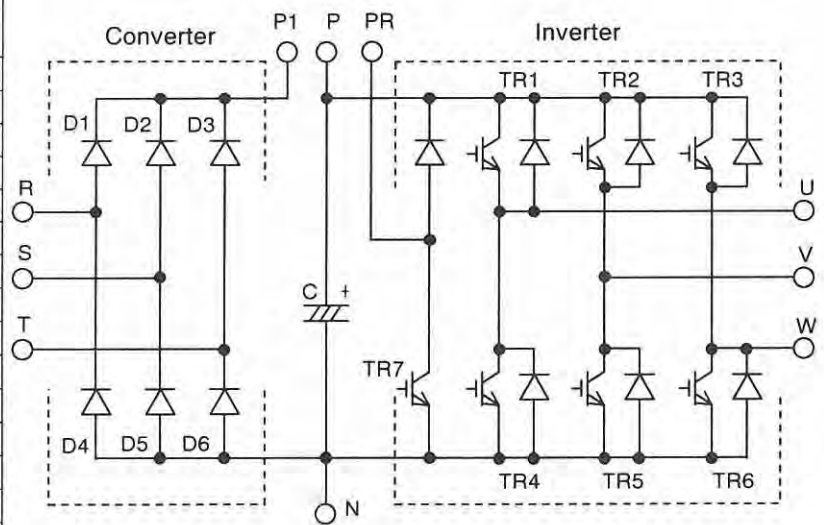 Converter
P1
P
PR
Inverter
TR1
TR2
TR3
D1
D2
D3
R
U
S
V
C +
T
W
TR7
D4
D5
D6
TR4
TR5
TR6
N